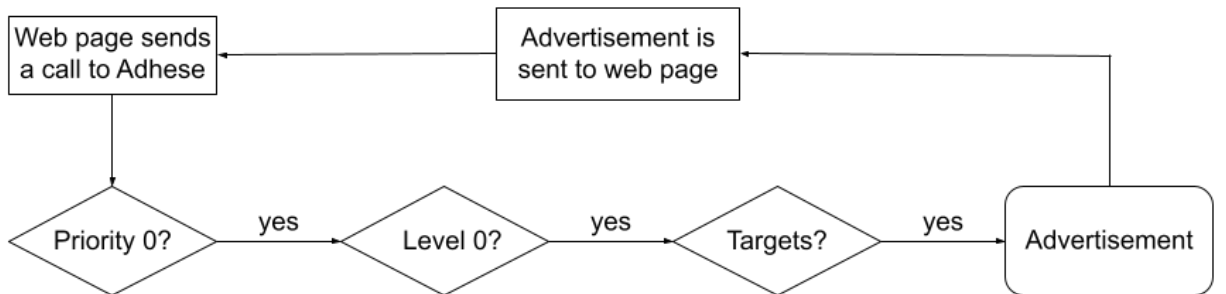 Web page sends
a call to Adhese
Advertisement is
sent to web page
Priority 0?
yes
Level 0?
yes
Targets?
yes
Advertisement